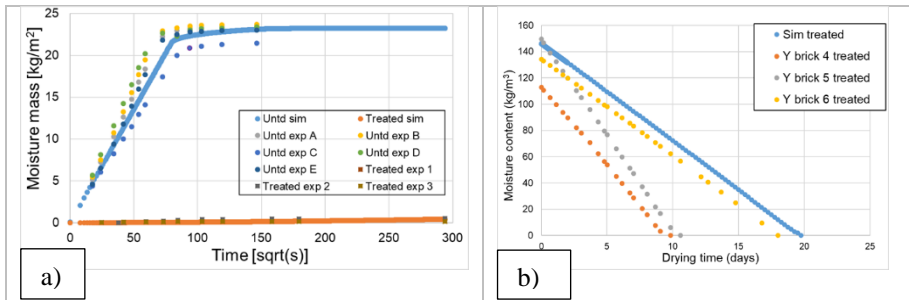 25
20
15
10
5
0
0 50 100 150 200 250 300
Moisture mass [kg/m²]
Time [sqrt(s)]
Untd sim Treated sim
Untd exp A Untd exp B
Untd exp C Untd exp D
Untd exp E Treated exp 1
Treated exp 2 Treated exp 3
a)
160
140
120
100
80
60
40
20
0
0 5 10 15 20 25
Moisture content (kg/m³)
Drying time (days)
Sim treated
Y brick 4 treated
Y brick 5 treated
Y brick 6 treated
b)